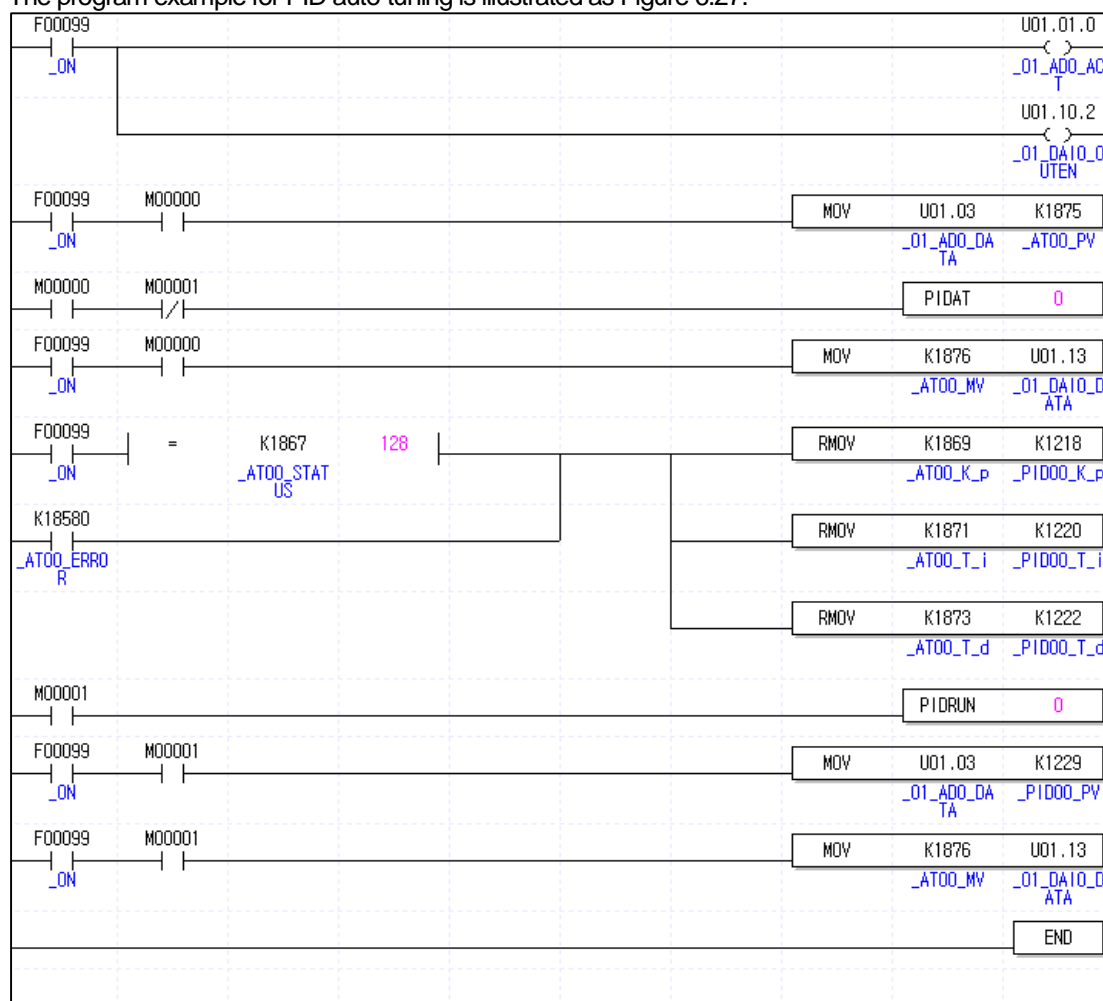 The program example for PID auto-tuning is illustrated as Figure 6.27.
F00099 U01.01.0
_ON _01_AD0_AC
T
U01.10.2
_01_DA10_O
UTEN
F00099 M00000 MOV U01.03 K1875
_ON _01_AD0_DA _AT00_PV
TA
M00000 M00001 PIDAT 0
F00099 M00000 MOV K1876 U01.13
_ON _AT00_MV _01_DA10_D
ATA
F00099 = K1867 128 RMOV K1869 K1218
_ON _AT00_STAT _AT00_K_p _PID00_K_p
US
K18580 RMOV K1871 K1220
_AT00_ERRO _AT00_T_i _PID00_T_i
R
RMOV K1873 K1222
_AT00_T_d _PID00_T_d
M00001 PIDRUN 0
F00099 M00001 MOV U01.03 K1229
_ON _01_AD0_DA _PID00_PV
TA
F00099 M00001 MOV K1876 U01.13
_ON _AT00_MV _01_DA10_D
ATA
END